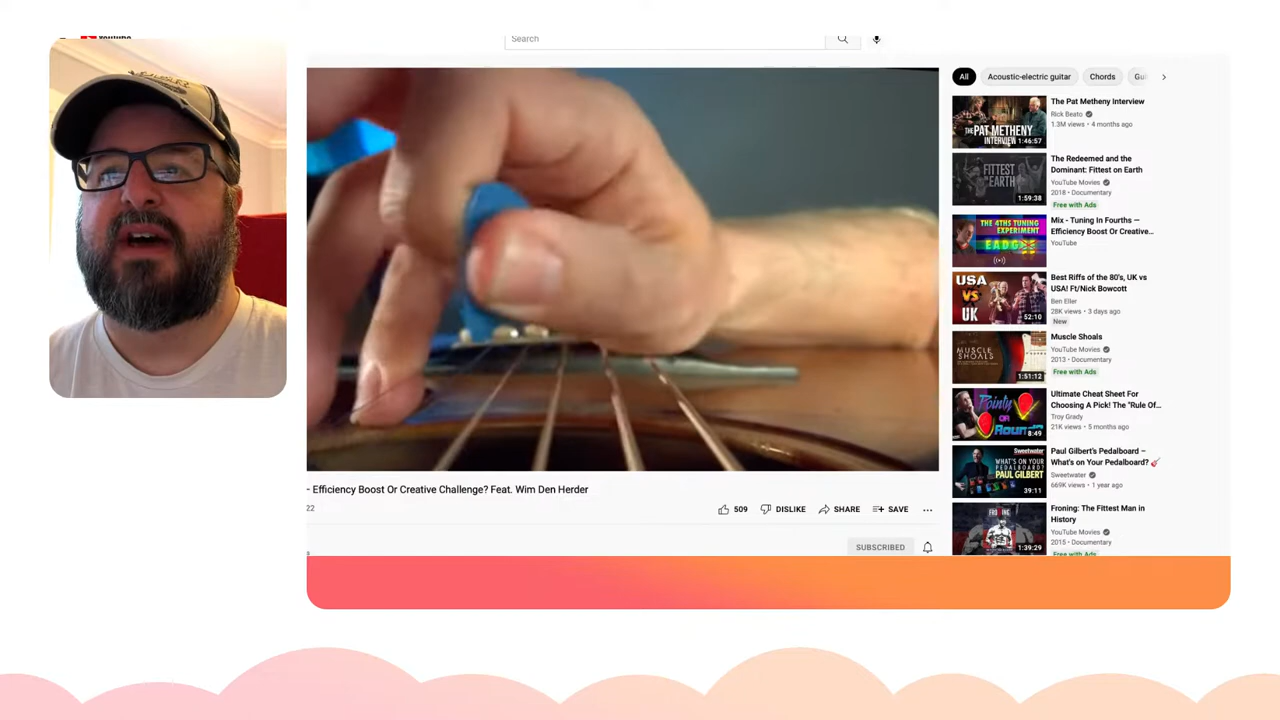 YouTube
Search
All
Acoustic-electric guitar
Chords
THE PAT METHENY
INTERVIEW
1:46:57
The Pat Metheny Interview
Rick Beato
1.3M views • 4 months ago
FITTEST
ON EARTH
1:59:38
The Redeemed and the
Dominant: Fittest on Earth
YouTube Movies
2018 • Documentary
Free with Ads
THE 4THS TUNING
EXPERIMENT
Mix - Tuning In Fourths —
Efficiency Boost Or Creative...
YouTube
USA
VS
UK
52:10
Best Riffs of the 80's, UK vs
USA! Ft/Nick Bowcott
Ben Eller
28K views • 3 days ago
New
MUSCLE
SHOALS
1:51:12
Muscle Shoals
YouTube Movies
2013 • Documentary
Free with Ads
Pointy
OR
Round?
8:49
Ultimate Cheat Sheet For
Choosing A Pick! The "Rule Of...
Troy Grady
21K views • 5 months ago
Sweetwater
WHAT'S ON YOUR
PEDALBOARD?
PAUL GILBERT
39:11
Paul Gilbert's Pedalboard –
What's on Your Pedalboard?
Sweetwater
669K views • 1 year ago
FRONING
1:39:29
Froning: The Fittest Man in
History
YouTube Movies
2015 • Documentary
Free with Ads
- Efficiency Boost Or Creative Challenge? Feat. Wim Den Herder
22
509
DISLIKE
SHARE
SAVE
SUBSCRIBED